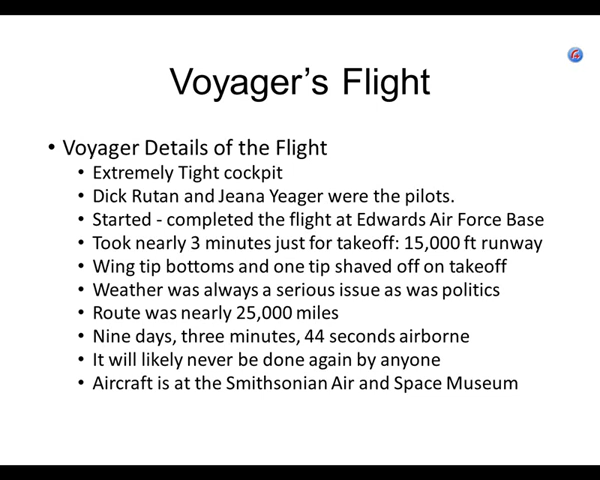 Voyager's Flight
• Voyager Details of the Flight
• Extremely Tight cockpit
• Dick Rutan and Jeana Yeager were the pilots.
• Started - completed the flight at Edwards Air Force Base
• Took nearly 3 minutes just for takeoff: 15,000 ft runway
• Wing tip bottoms and one tip shaved off on takeoff
• Weather was always a serious issue as was politics
• Route was nearly 25,000 miles
• Nine days, three minutes, 44 seconds airborne
• It will likely never be done again by anyone
• Aircraft is at the Smithsonian Air and Space Museum